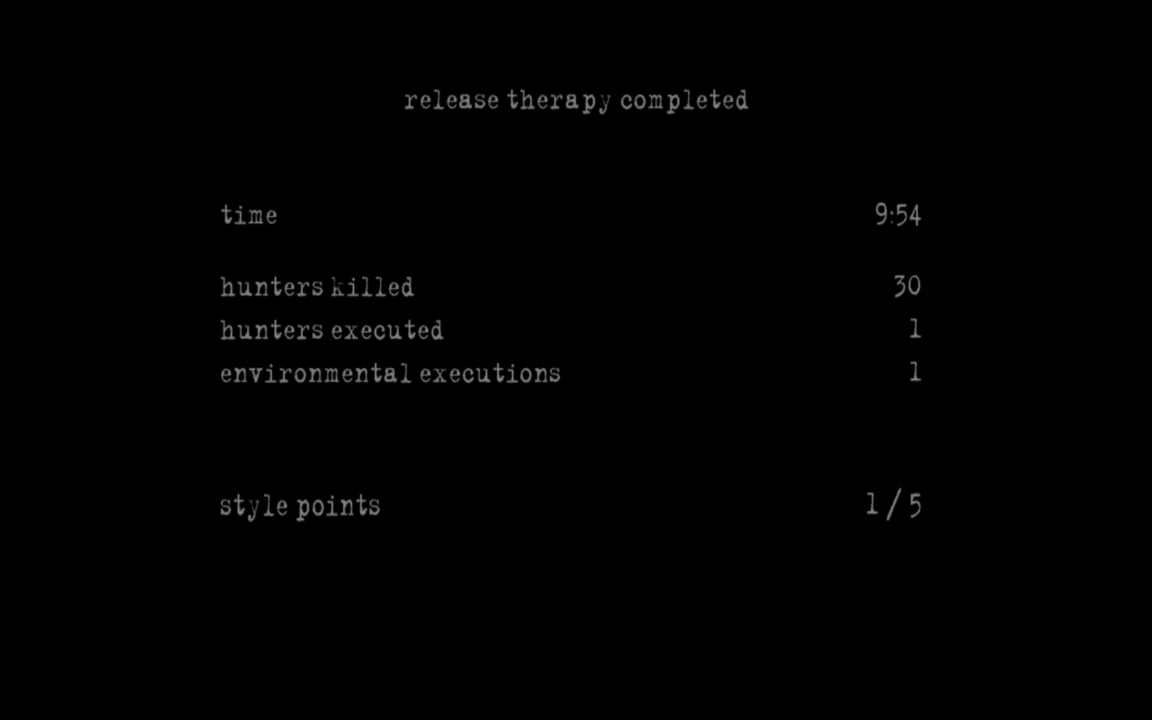 release therapy completed
time 9:54
hunters killed 30
hunters executed 1
environmental executions 1
style points 1/5